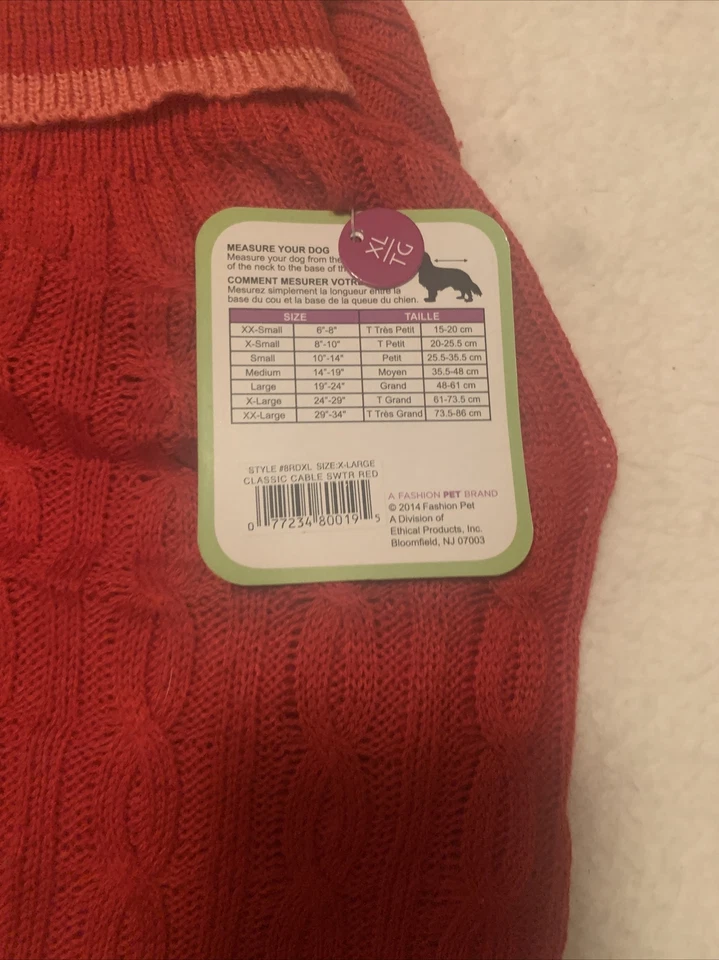 XL/TG
MEASURE YOUR DOG
Measure your dog from the
of the neck to the base of
COMMENT MESURER
Mesurez simplement la longueur entre la
base du cou et la base de la queue du chien.
SIZE TAILLE
XX-Small 6"-8" T Très Petit 15-20 cm
X-Small 8"-10" T Petit 20-25.5 cm
Small 10"-14" Petit 25.5-35.5 cm
Medium 14"-19" Moyen 35.5-48 cm
Large 19"-24" Grand 48-61 cm
X-Large 24"-29" T Grand 61-73.5 cm
XX-Large 29"-34" T Très Grand 73.5-86 cm
STYLE #8RDXL SIZE:X-LARGE
CLASSIC CABLE SWTR RED
0 77234 80019 5
A FASHION PET BRAND
© 2014 Fashion Pet
A Division of
Ethical Products, Inc.
Bloomfield, NJ 07003